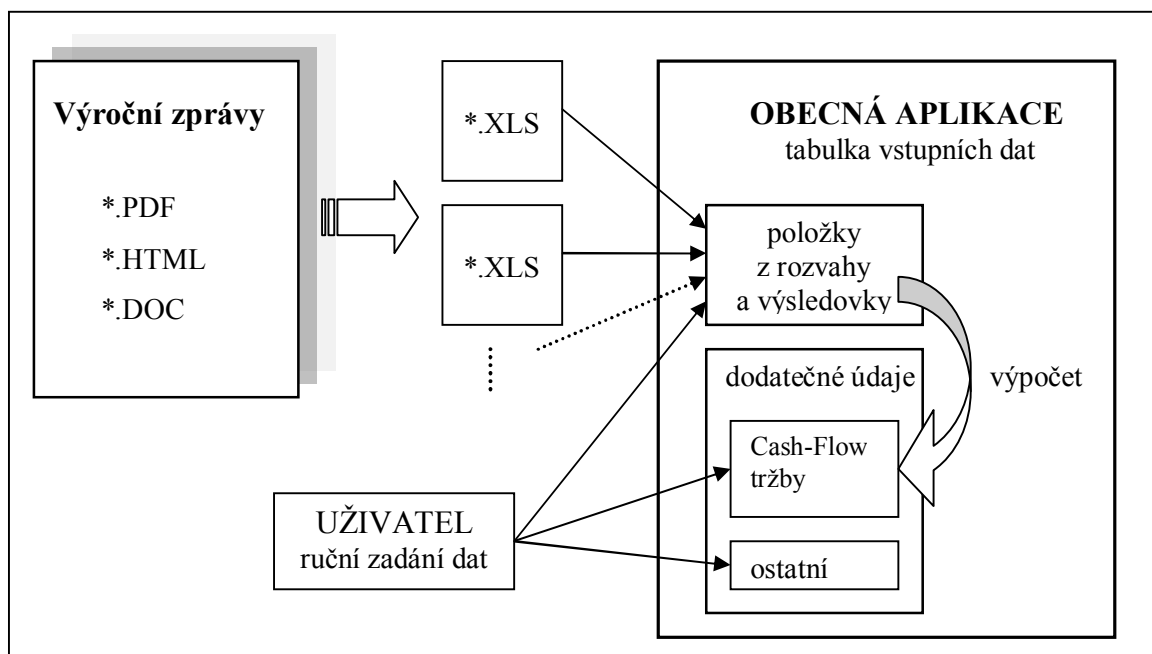 Výroční zprávy
*.PDF
*.HTML
*.DOC
*.XLS
*.XLS
OBECNÁ APLIKACE
tabulka vstupních dat
položky
z rozvahy
a výsledovky
dodatečné údaje
výpočet
Cash-Flow
tržby
ostatní
UŽIVATEL
ruční zadání dat